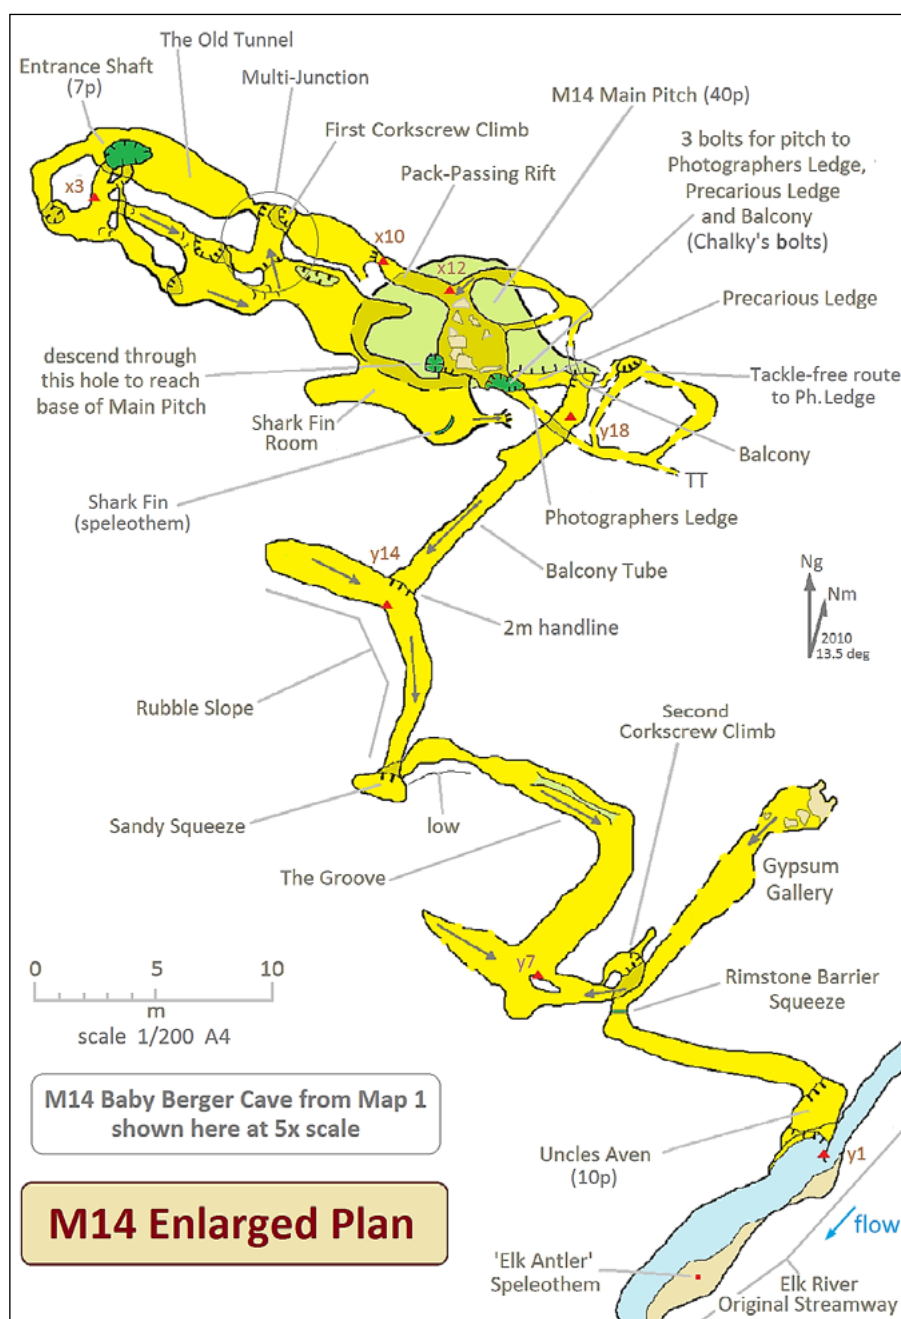 The Old Tunnel
Entrance Shaft
(7p)
Multi-Junction
M14 Main Pitch (40p)
First Corkscrew Climb
3 bolts for pitch to
Photographers Ledge,
Precarious Ledge
and Balcony
(Chalky's bolts)
Pack-Passing Rift
x3
x10
x12
Precarious Ledge
descend through
this hole to reach
base of Main Pitch
Tackle-free route
to Ph.Ledge
Shark Fin
Room
y18
Balcony
TT
Shark Fin
(speleothem)
Photographers Ledge
y14
Balcony Tube
Ng
Nm
2010
13.5 deg
2m handline
Rubble Slope
Second
Corkscrew Climb
Sandy Squeeze
low
The Groove
Gypsum
Gallery
y7
Rimstone Barrier
Squeeze
0 5 10
m
scale 1/200 A4
M14 Baby Berger Cave from Map 1
shown here at 5x scale
Uncles Aven
(10p)
y1
M14 Enlarged Plan
flow
'Elk Antler'
Speleothem
Elk River
Original Streamway